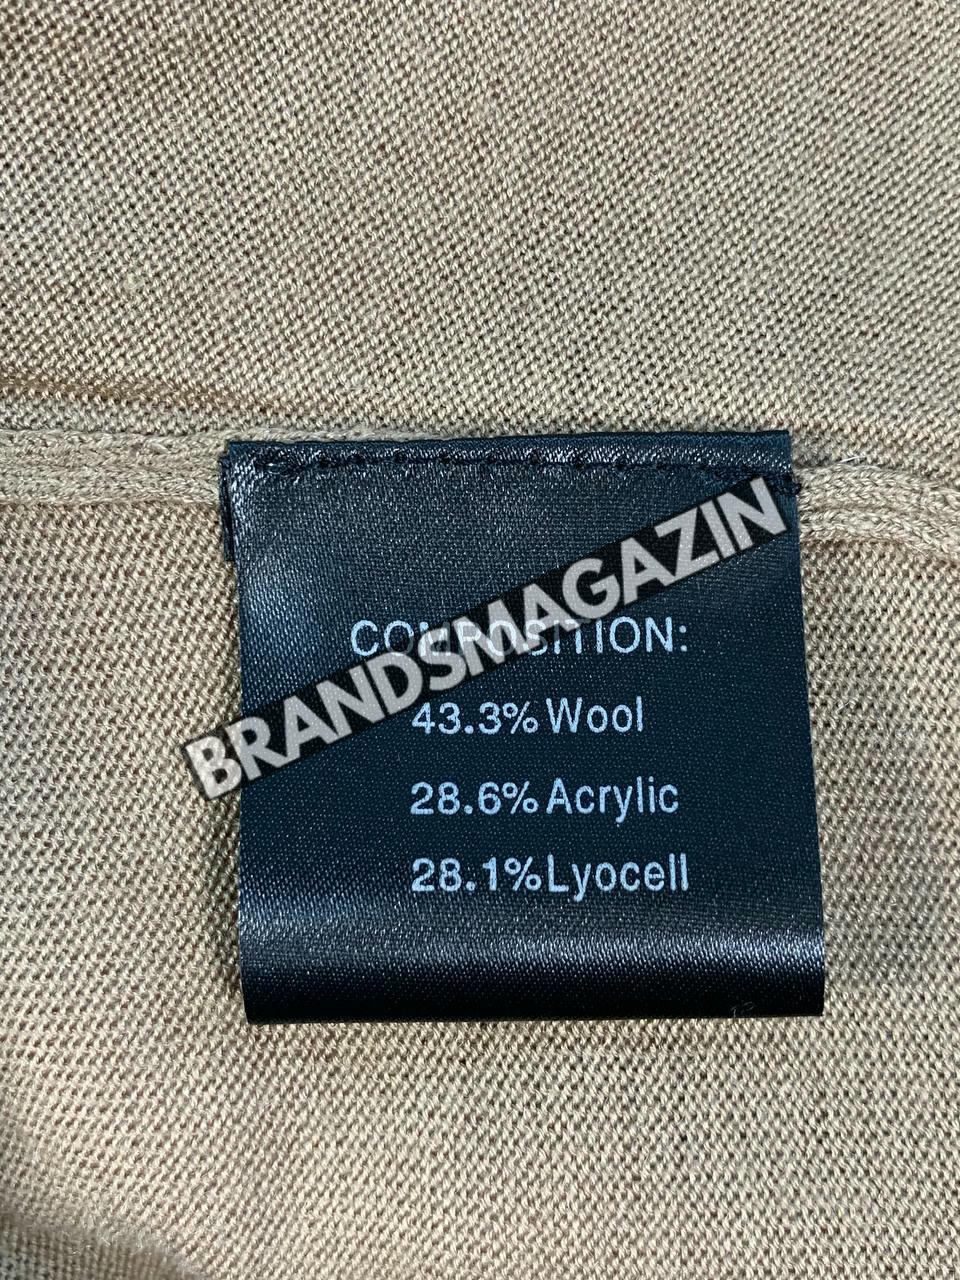 BRANDSMAGAZIN
COMPOSITION:
43.3% Wool
28.6% Acrylic
28.1% Lyocell